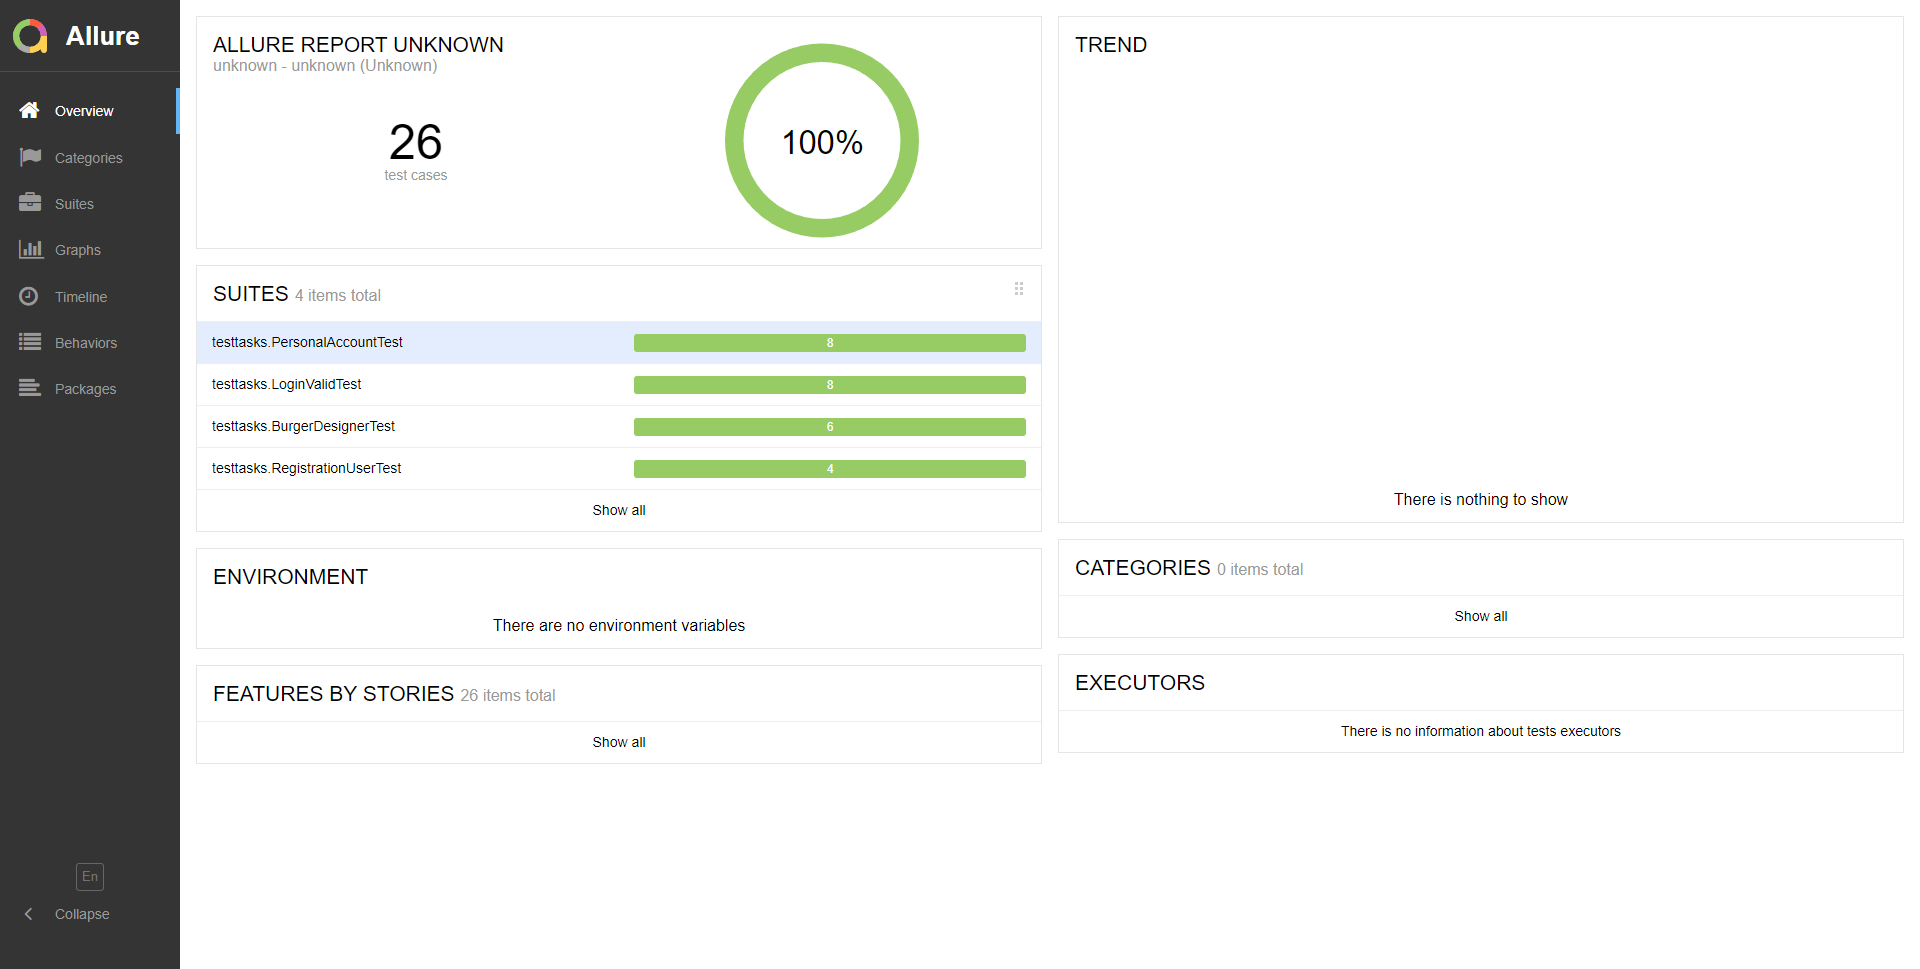 Allure
Overview
Categories
Suites
Graphs
Timeline
Behaviors
Packages
En
Collapse
ALLURE REPORT UNKNOWN
unknown - unknown (Unknown)
26
test cases
100%
SUITES 4 items total
testtasks.PersonalAccountTest 8
testtasks.LoginValidTest 8
testtasks.BurgerDesignerTest 6
testtasks.RegistrationUserTest 4
Show all
ENVIRONMENT
There are no environment variables
FEATURES BY STORIES 26 items total
Show all
TREND
There is nothing to show
CATEGORIES 0 items total
Show all
EXECUTORS
There is no information about tests executors